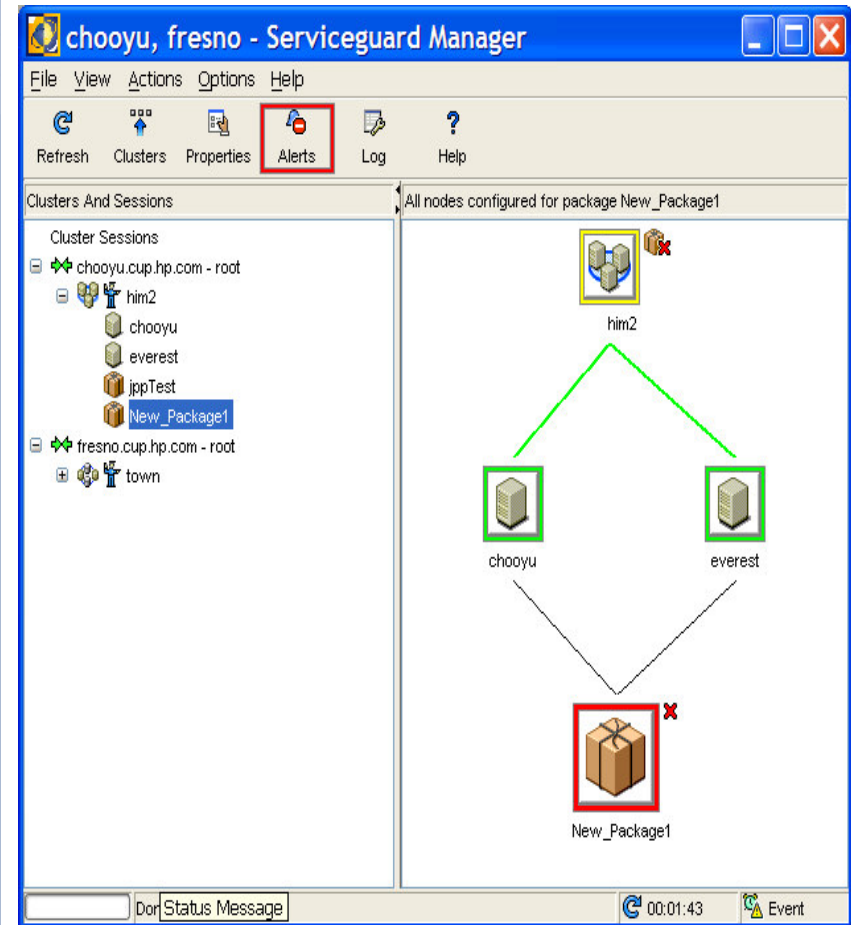 chooyu, fresno - Serviceguard Manager
File View Actions Options Help
Refresh Clusters Properties Alerts Log Help
Clusters And Sessions
All nodes configured for package New_Package1
Cluster Sessions
chooyu.cup.hp.com - root
him2
chooyu
everest
jppTest
New_Package1
fresno.cup.hp.com - root
town
him2
chooyu
everest
New_Package1
Dor
Status Message
00:01:43
Event